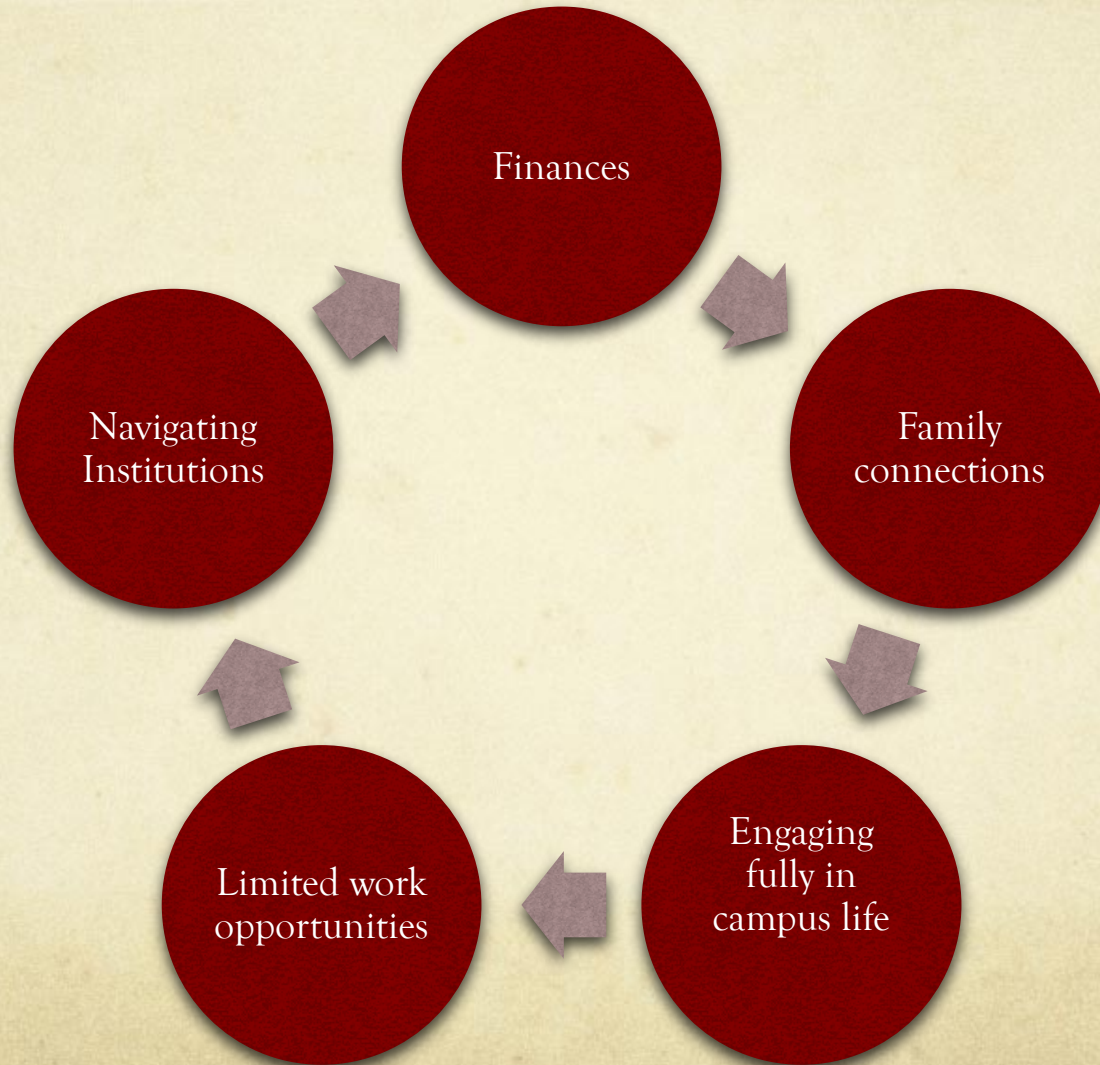 Finances
Family
connections
Engaging
fully in
campus life
Limited work
opportunities
Navigating
Institutions